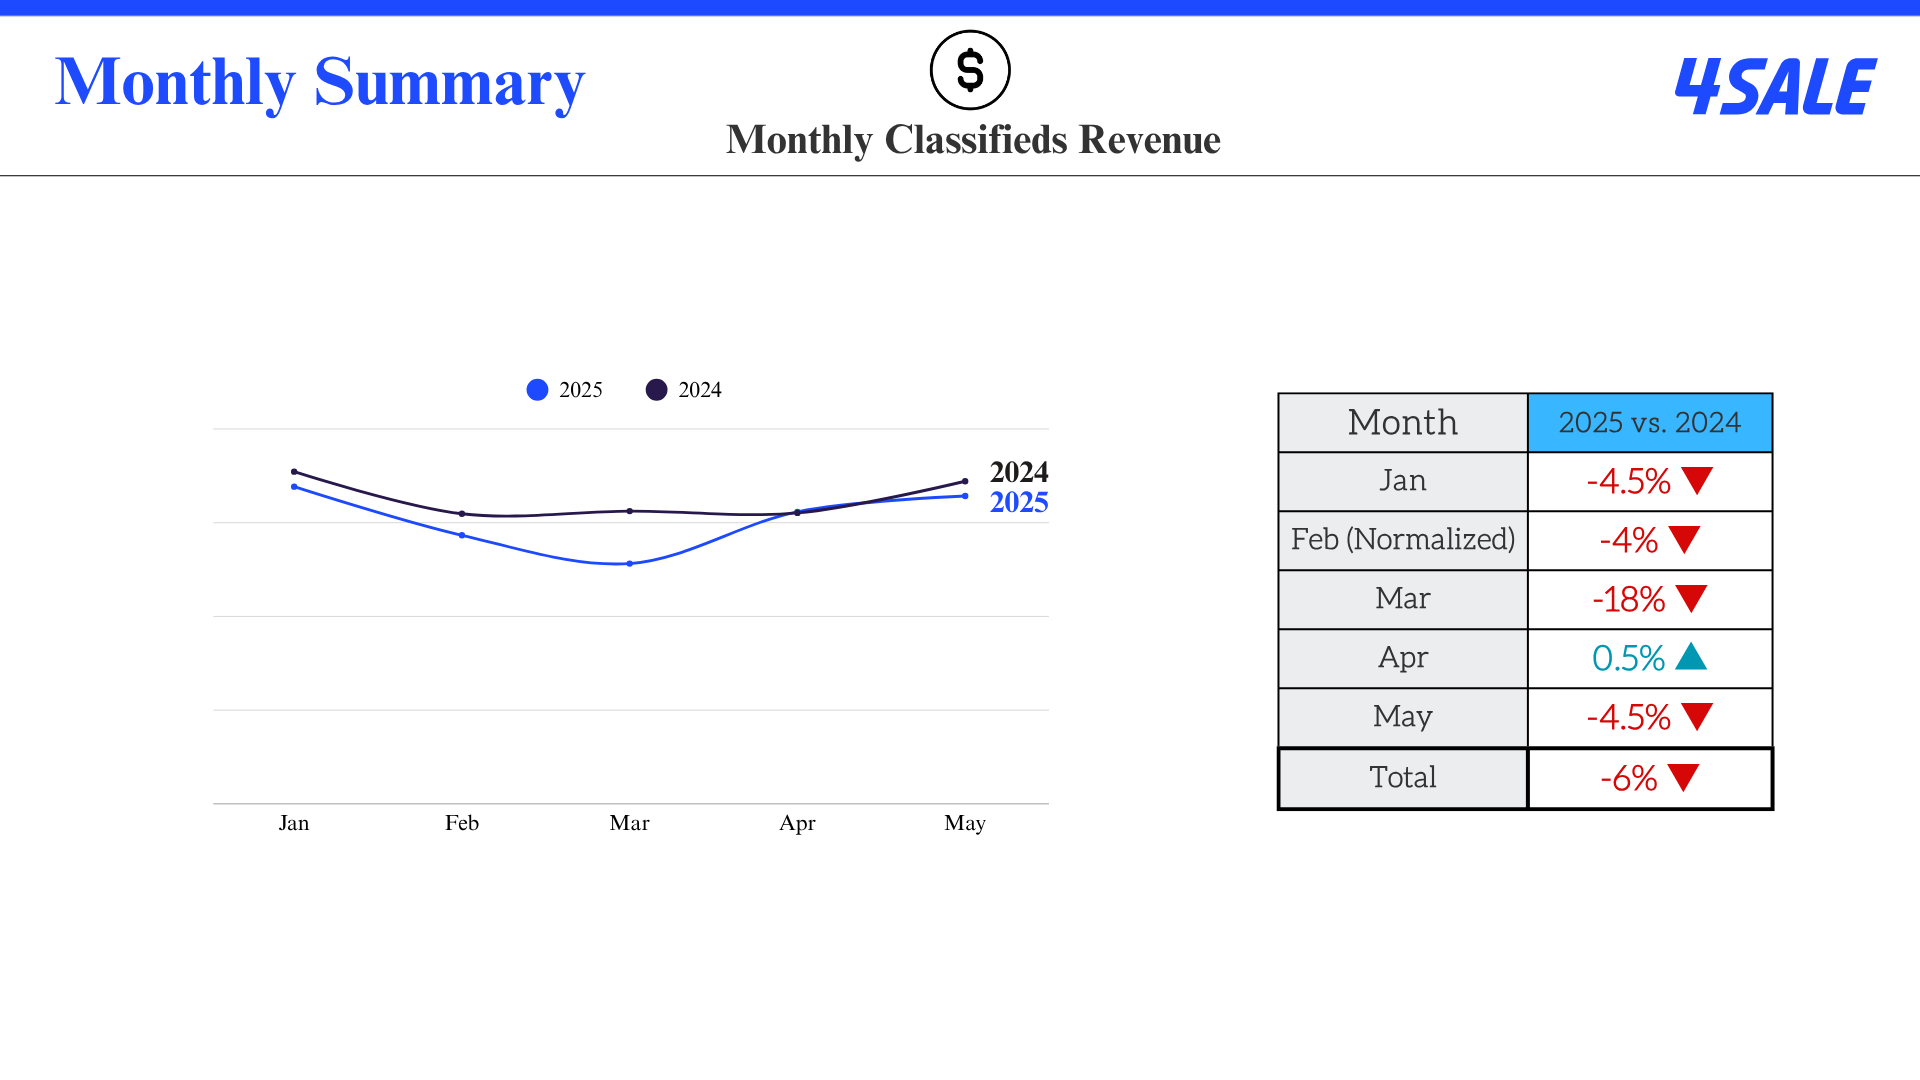 Monthly Summary
$
Monthly Classifieds Revenue
4SALE
2025 2024
2024
2025
Jan Feb Mar Apr May
Month 2025 vs. 2024
Jan -4.5%
Feb (Normalized) -4%
Mar -18%
Apr 0.5%
May -4.5%
Total -6%